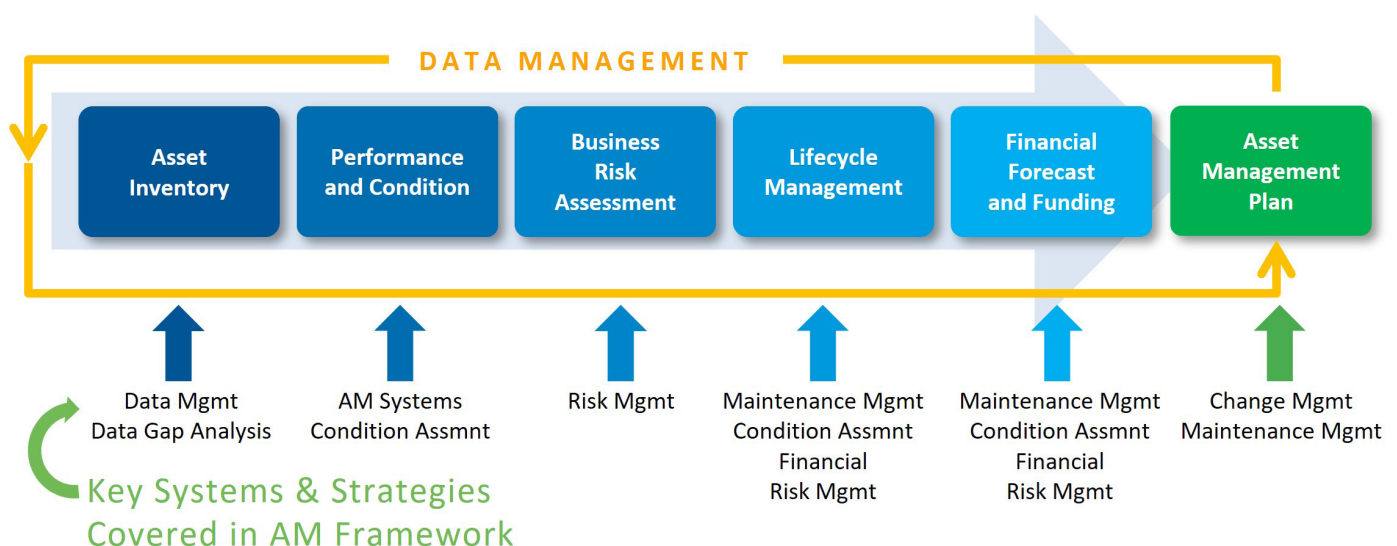 DATA MANAGEMENT
Asset
Inventory
Performance
and Condition
Business
Risk
Assessment
Lifecycle
Management
Financial
Forecast
and Funding
Asset
Management
Plan
Data Mgmt
Data Gap Analysis
AM Systems
Condition Assmnt
Risk Mgmt
Maintenance Mgmt
Condition Assmnt
Financial
Risk Mgmt
Maintenance Mgmt
Condition Assmnt
Financial
Risk Mgmt
Change Mgmt
Maintenance Mgmt
Key Systems & Strategies
Covered in AM Framework